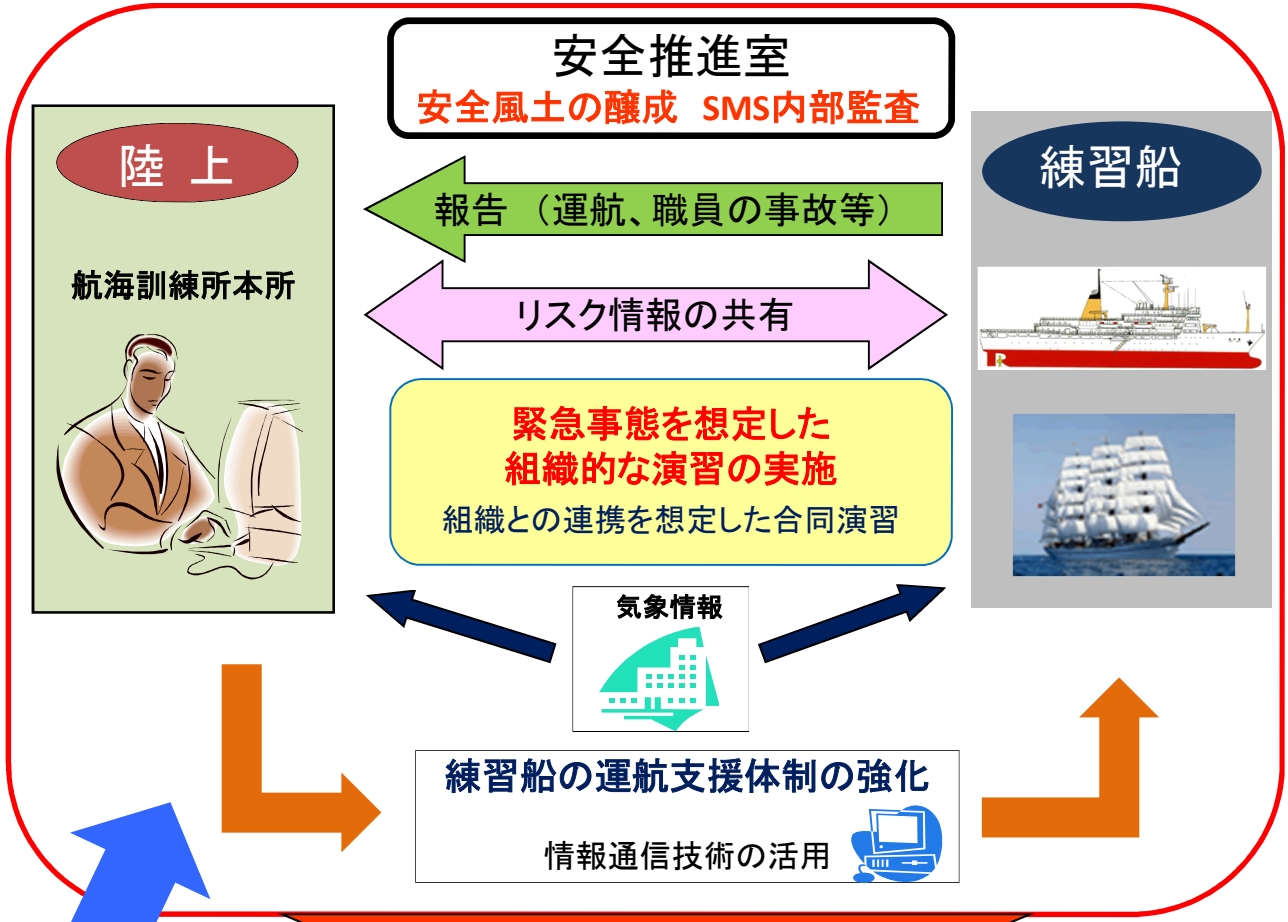 安全推進室
安全風土の醸成 SMS内部監査
陸 上
練習船
報告 （運航、職員の事故等）
航海訓練所本所
リスク情報の共有
緊急事態を想定した
組織的な演習の実施
組織との連携を想定した合同演習
気象情報
練習船の運航支援体制の強化
情報通信技術の活用